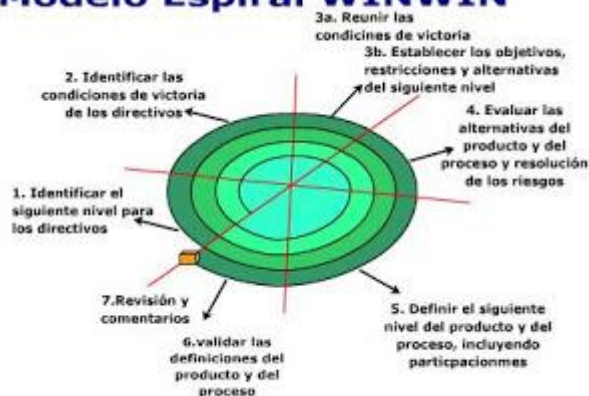 Modelo Espiral WINWIN
3a. Reunir las
condicines de victoria
3b. Establecer los objetivos,
restricciones y alternativas
del siguiente nivel
2. Identificar las
condiciones de victoria
de los directivos
4. Evaluar las
alternativas del
producto y del
proceso y resolución
de los riesgos
1. Identificar el
siguiente nivel para
los directivos
7.Revisión y
comentarios
6.validar las
definiciones del
producto y del
proceso
5. Definir el siguiente
nivel del producto y del
proceso, incluyendo
particpacionmes